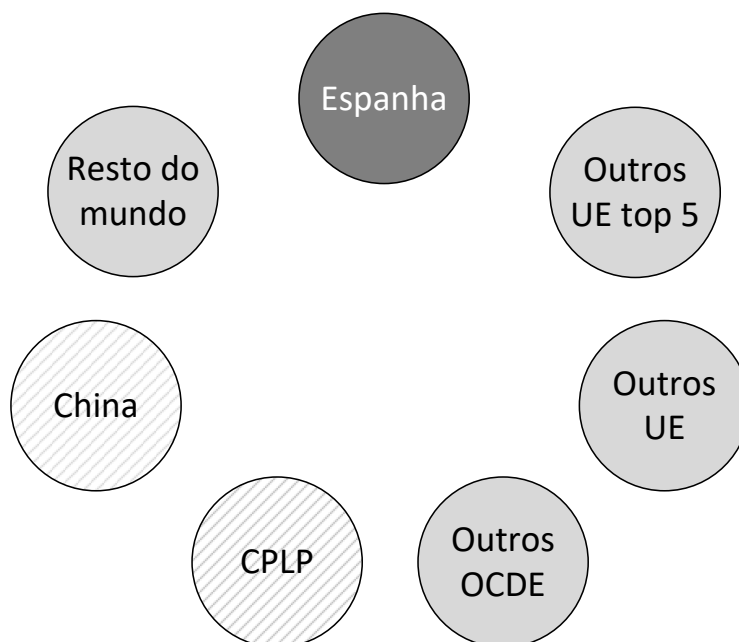 Espanha
Resto do
mundo
Outros
UE top 5
China
Outros
UE
CPLP
Outros
OCDE